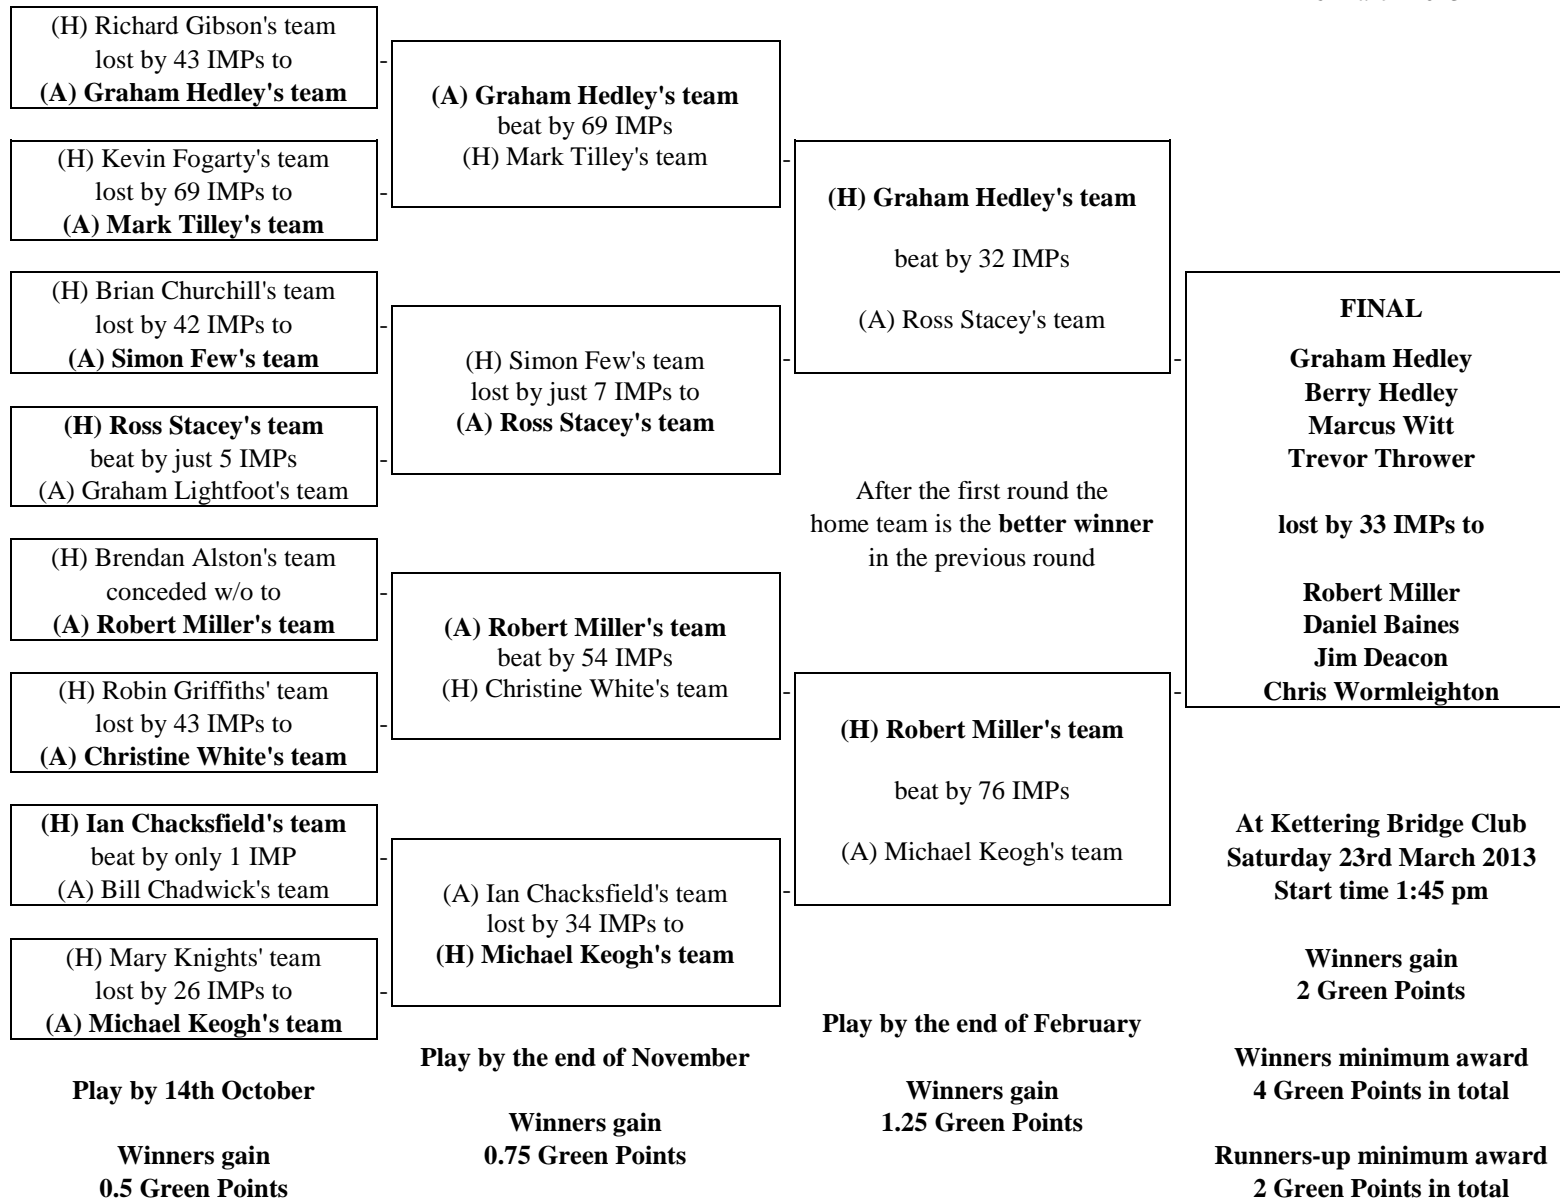 (H) Richard Gibson's team
lost by 43 IMPs to
(A) Graham Hedley's team
(H) Kevin Fogarty's team
lost by 69 IMPs to
(A) Mark Tilley's team
(H) Brian Churchill's team
lost by 42 IMPs to
(A) Simon Few's team
(H) Ross Stacey's team
beat by just 5 IMPs
(A) Graham Lightfoot's team
(H) Brendan Alston's team
conceded w/o to
(A) Robert Miller's team
(H) Robin Griffiths' team
lost by 43 IMPs to
(A) Christine White's team
(H) Ian Chacksfield's team
beat by only 1 IMP
(A) Bill Chadwick's team
(H) Mary Knights' team
lost by 26 IMPs to
(A) Michael Keogh's team
Play by 14th October
Winners gain
0.5 Green Points
(A) Graham Hedley's team
beat by 69 IMPs
(H) Mark Tilley's team
(H) Simon Few's team
lost by just 7 IMPs to
(A) Ross Stacey's team
(A) Robert Miller's team
beat by 54 IMPs
(H) Christine White's team
(A) Ian Chacksfield's team
lost by 34 IMPs to
(H) Michael Keogh's team
Play by the end of November
Winners gain
0.75 Green Points
(H) Graham Hedley's team
beat by 32 IMPs
(A) Ross Stacey's team
After the first round the
home team is the better winner
in the previous round
(H) Robert Miller's team
beat by 76 IMPs
(A) Michael Keogh's team
Play by the end of February
Winners gain
1.25 Green Points
FINAL
Graham Hedley
Berry Hedley
Marcus Witt
Trevor Thrower
lost by 33 IMPs to
Robert Miller
Daniel Baines
Jim Deacon
Chris Wormleighton
At Kettering Bridge Club
Saturday 23rd March 2013
Start time 1:45 pm
Winners gain
2 Green Points
Winners minimum award
4 Green Points in total
Runners-up minimum award
2 Green Points in total